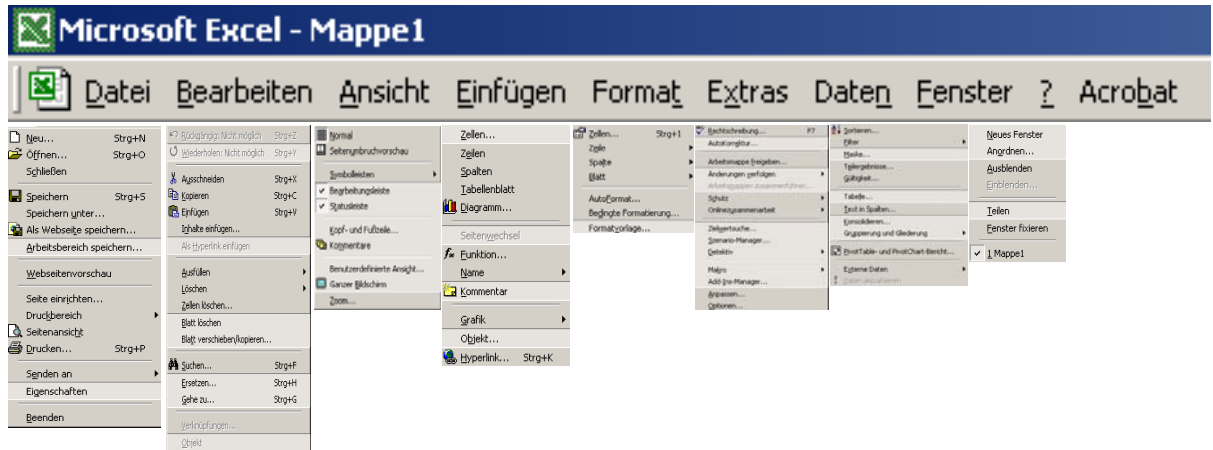 Microsoft Excel - Mappe1
Datei Bearbeiten Ansicht Einfügen Format Extras Daten Fenster ? Acrobat
Neu... Strg+N
Öffnen... Strg+O
Schließen
Speichern Strg+S
Speichern unter...
Als Webseite speichern...
Arbeitsbereich speichern...
Webseitenvorschau
Seite einrichten...
Druckbereich
Seitenansicht
Drucken... Strg+P
Senden an
Eigenschaften
Beenden
Rückgängig: Nicht möglich Strg+Z
Wiederholen: Nicht möglich Strg+Y
Ausschneiden Strg+X
Kopieren Strg+C
Einfügen Strg+V
Inhalte einfügen...
Als Hyperlink einfügen
Ausfüllen
Löschen
Zellen löschen...
Blatt löschen
Blatt verschieben/kopieren...
Suchen... Strg+F
Ersetzen... Strg+H
Gehe zu... Strg+G
Verknüpfungen...
Objekt
Normal
Seitenumbruchvorschau
Symbolleisten
Bearbeitungsleiste
Statusleiste
Kopf- und Fußzeile...
Kommentare
Benutzerdefinierte Ansicht...
Ganzer Bildschirm
Zoom...
Zellen...
Zeilen
Spalten
Tabellenblatt
Diagramm...
Seitenwechsel
Funktion...
Name
Kommentar
Grafik
Objekt...
Hyperlink... Strg+K
Zellen... Strg+1
Zeile
Spalte
Blatt
AutoFormat...
Bedingte Formatierung...
Formatvorlage...
Rechtschreibung... F7
AutoKorrektur...
Arbeitsmappe freigeben...
Änderungen verfolgen
Arbeitsmappen zusammenführen...
Schutz
Onlinezusammenarbeit
Zielwertsuche...
Szenario-Manager...
Detektiv
Makro
Add-Ins-Manager...
Anpassen...
Optionen...
Sortieren...
Filter
Maske...
Teilergebnisse...
Gültigkeit...
Tabelle...
Text in Spalten...
Konsolidieren...
Gruppierung und Gliederung
PivotTable- und PivotChart-Bericht...
Externe Daten
Daten aktualisieren
Neues Fenster
Anordnen...
Ausblenden
Einblenden...
Teilen
Fenster fixieren
1 Mappe1